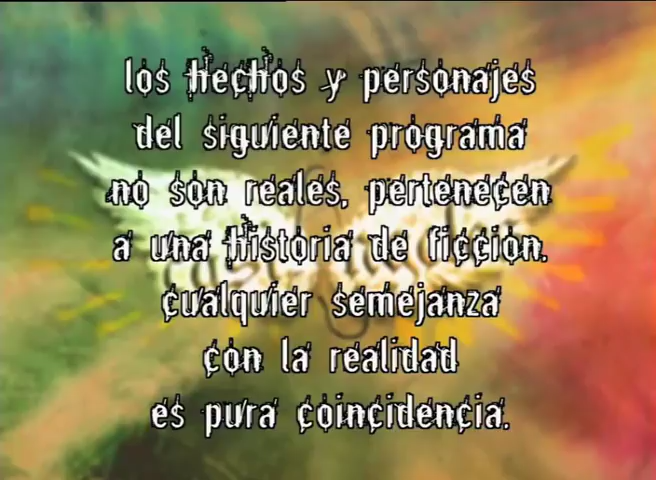 los hechos y personajes
del siguiente programa
no son reales, pertenecen
a una historia de ficcion.
cualquier semejanza
con la realidad
es pura coincidencia.